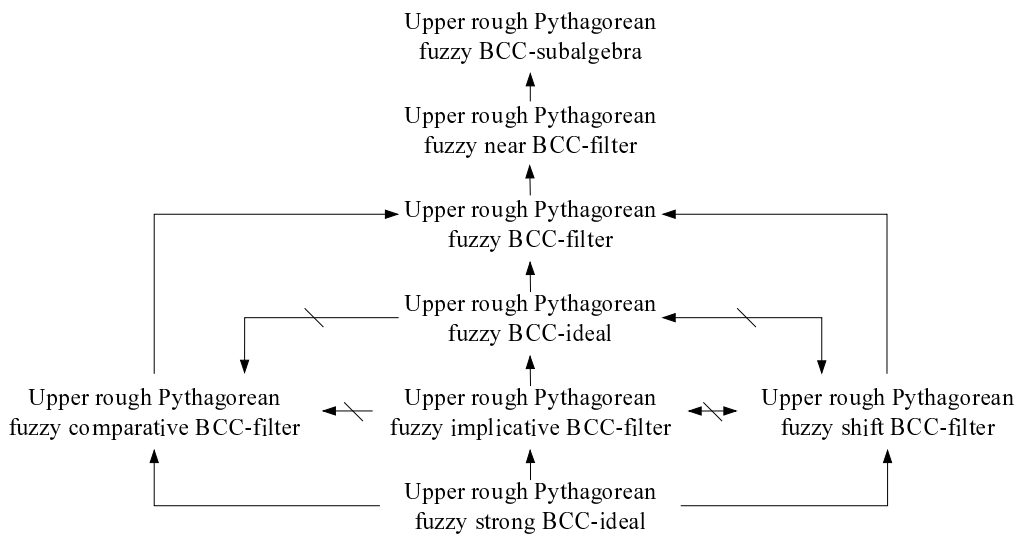 Upper rough Pythagorean
fuzzy BCC-subalgebra
Upper rough Pythagorean
fuzzy near BCC-filter
Upper rough Pythagorean
fuzzy BCC-filter
Upper rough Pythagorean
fuzzy BCC-ideal
Upper rough Pythagorean
fuzzy comparative BCC-filter
Upper rough Pythagorean
fuzzy implicative BCC-filter
Upper rough Pythagorean
fuzzy shift BCC-filter
Upper rough Pythagorean
fuzzy strong BCC-ideal